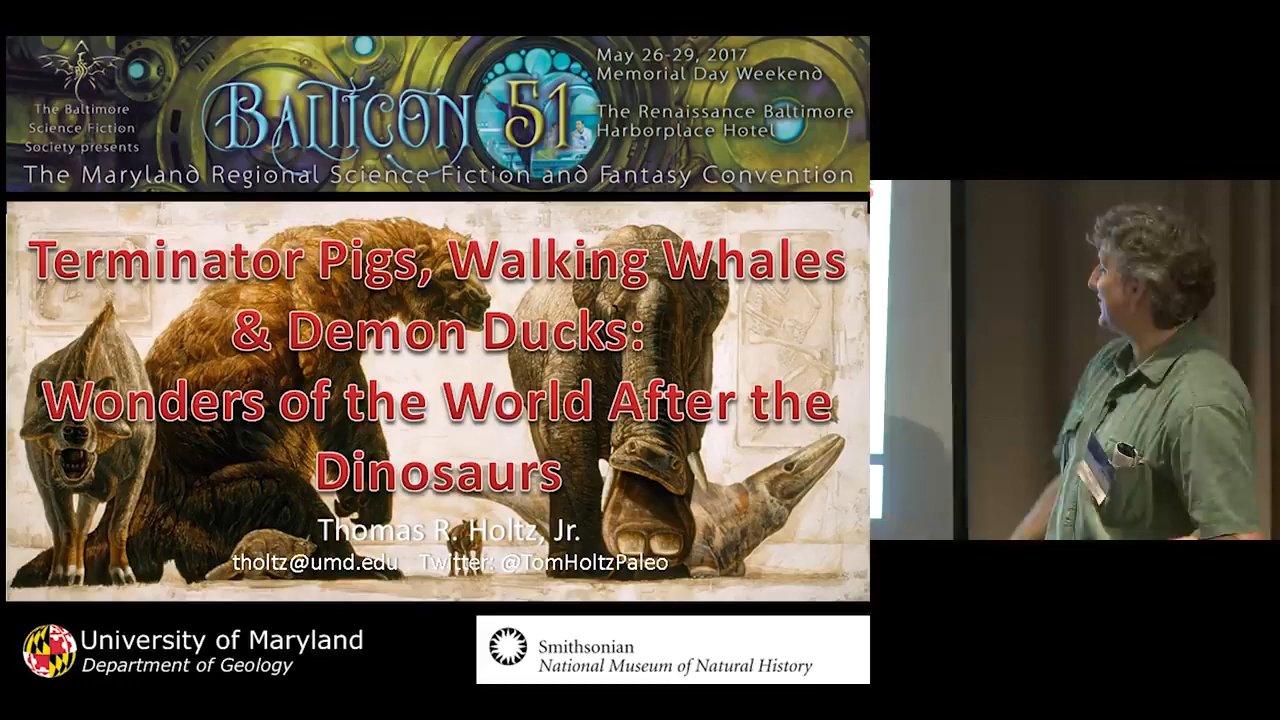 The Baltimore
Science Fiction
Society presents
BALTICON 51
May 26-29, 2017
Memorial Day Weekend
The Renaissance Baltimore
Harborplace Hotel
The Maryland Regional Science Fiction and Fantasy Convention
Terminator Pigs, Walking Whales
& Demon Ducks:
Wonders of the World After the
Dinosaurs
Thomas R. Holtz, Jr.
tholtz@umd.edu Twitter: @TomHoltzPaleo
University of Maryland
Department of Geology
Smithsonian
National Museum of Natural History